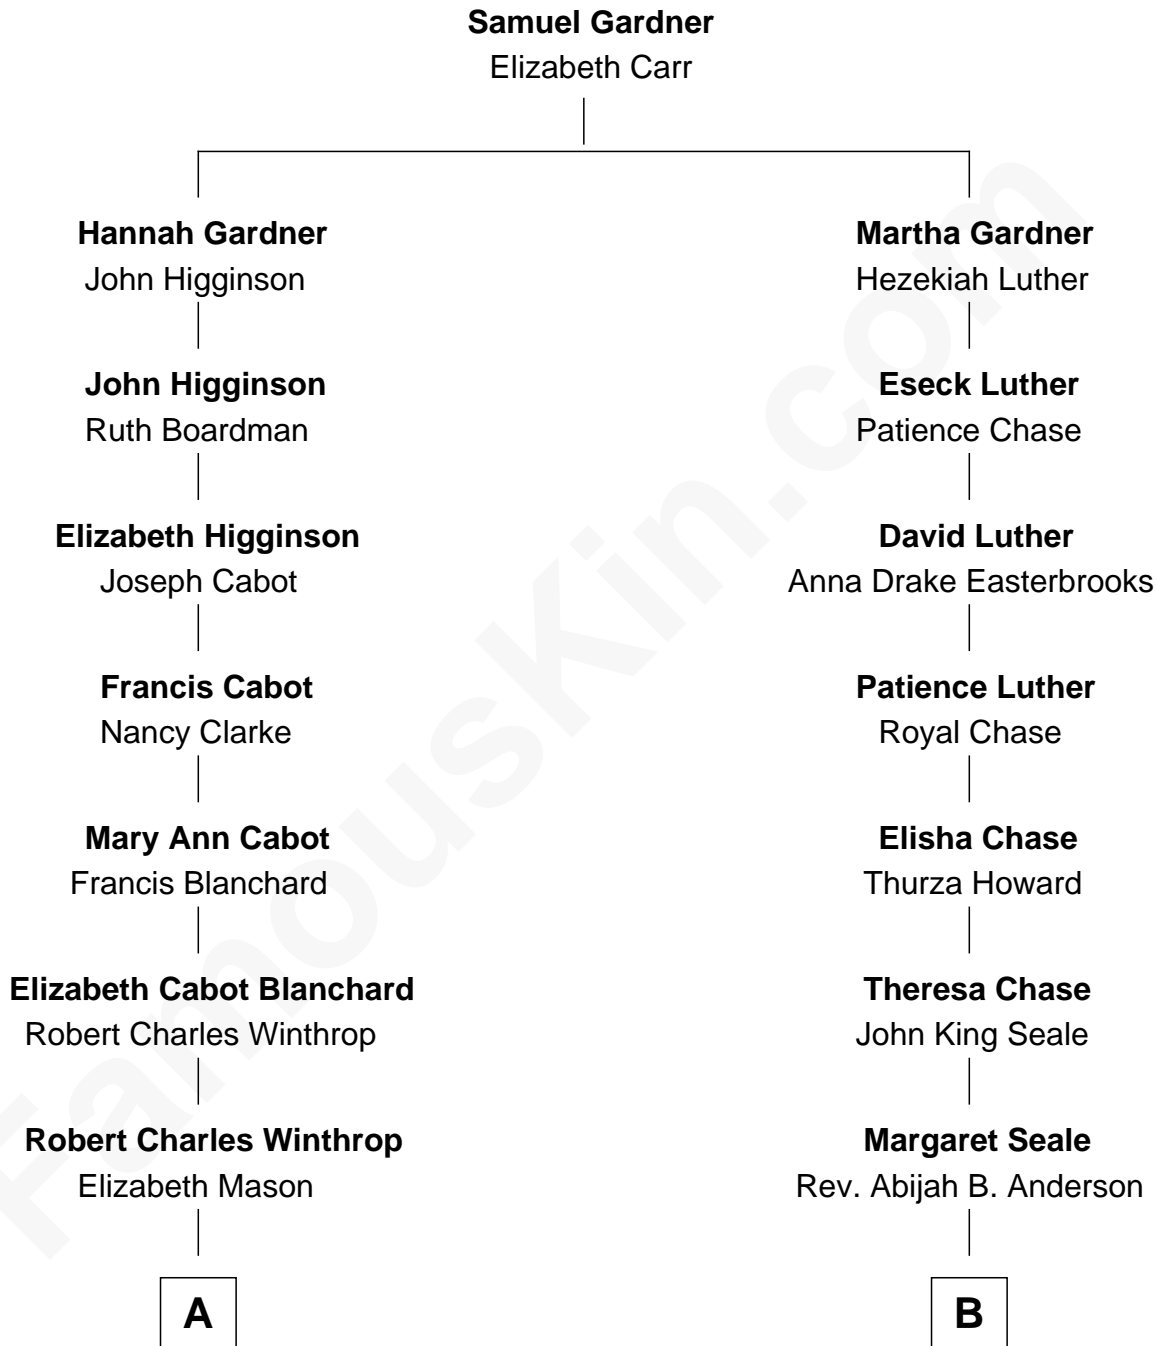 Samuel Gardner
Elizabeth Carr
Hannah Gardner
John Higginson
Martha Gardner
Hezekiah Luther
John Higginson
Ruth Boardman
Eseck Luther
Patience Chase
Elizabeth Higginson
Joseph Cabot
David Luther
Anna Drake Easterbrooks
Francis Cabot
Nancy Clarke
Patience Luther
Royal Chase
Mary Ann Cabot
Francis Blanchard
Elisha Chase
Thurza Howard
Elizabeth Cabot Blanchard
Robert Charles Winthrop
Theresa Chase
John King Seale
Robert Charles Winthrop
Elizabeth Mason
Margaret Seale
Rev. Abijah B. Anderson
A
B
FamousKin.com